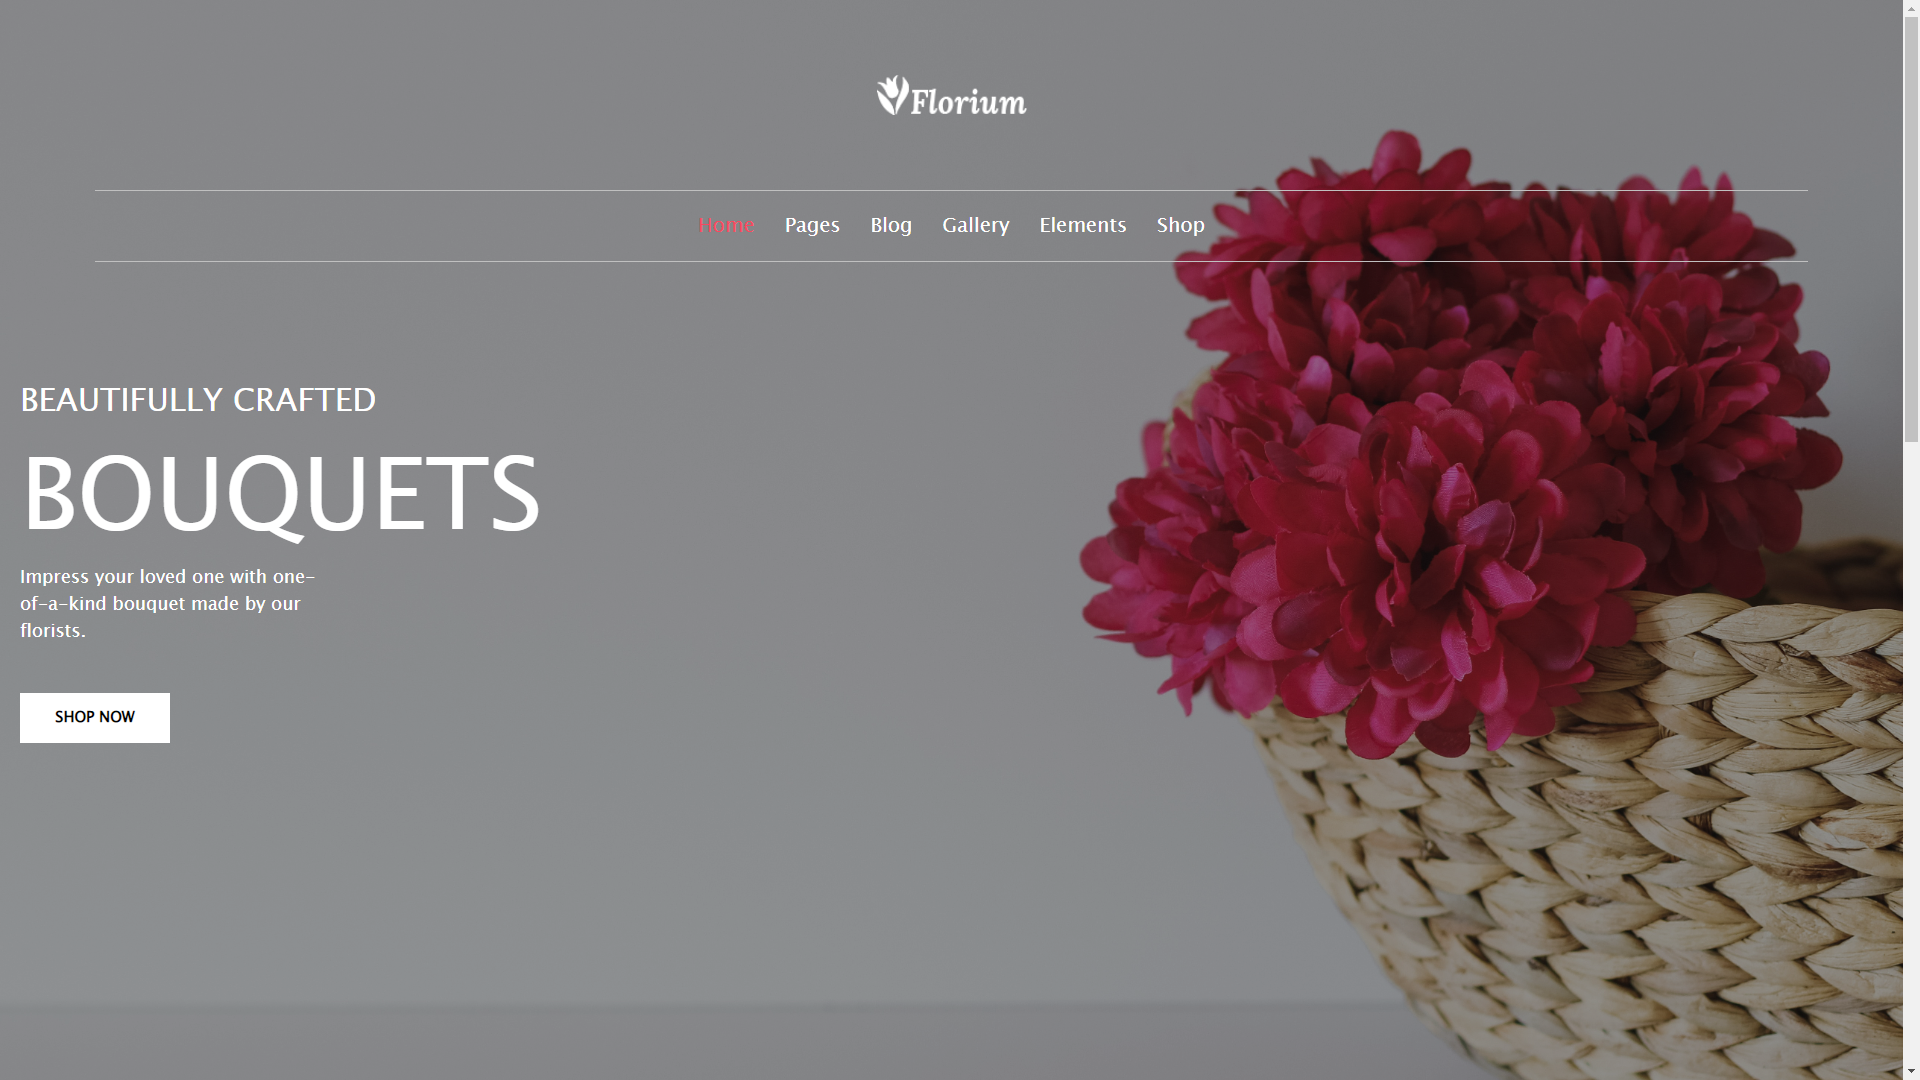 Florium
Home Pages Blog Gallery Elements Shop
BEAUTIFULLY CRAFTED
BOUQUETS
Impress your loved one with one-
of-a-kind bouquet made by our
florists.
SHOP NOW